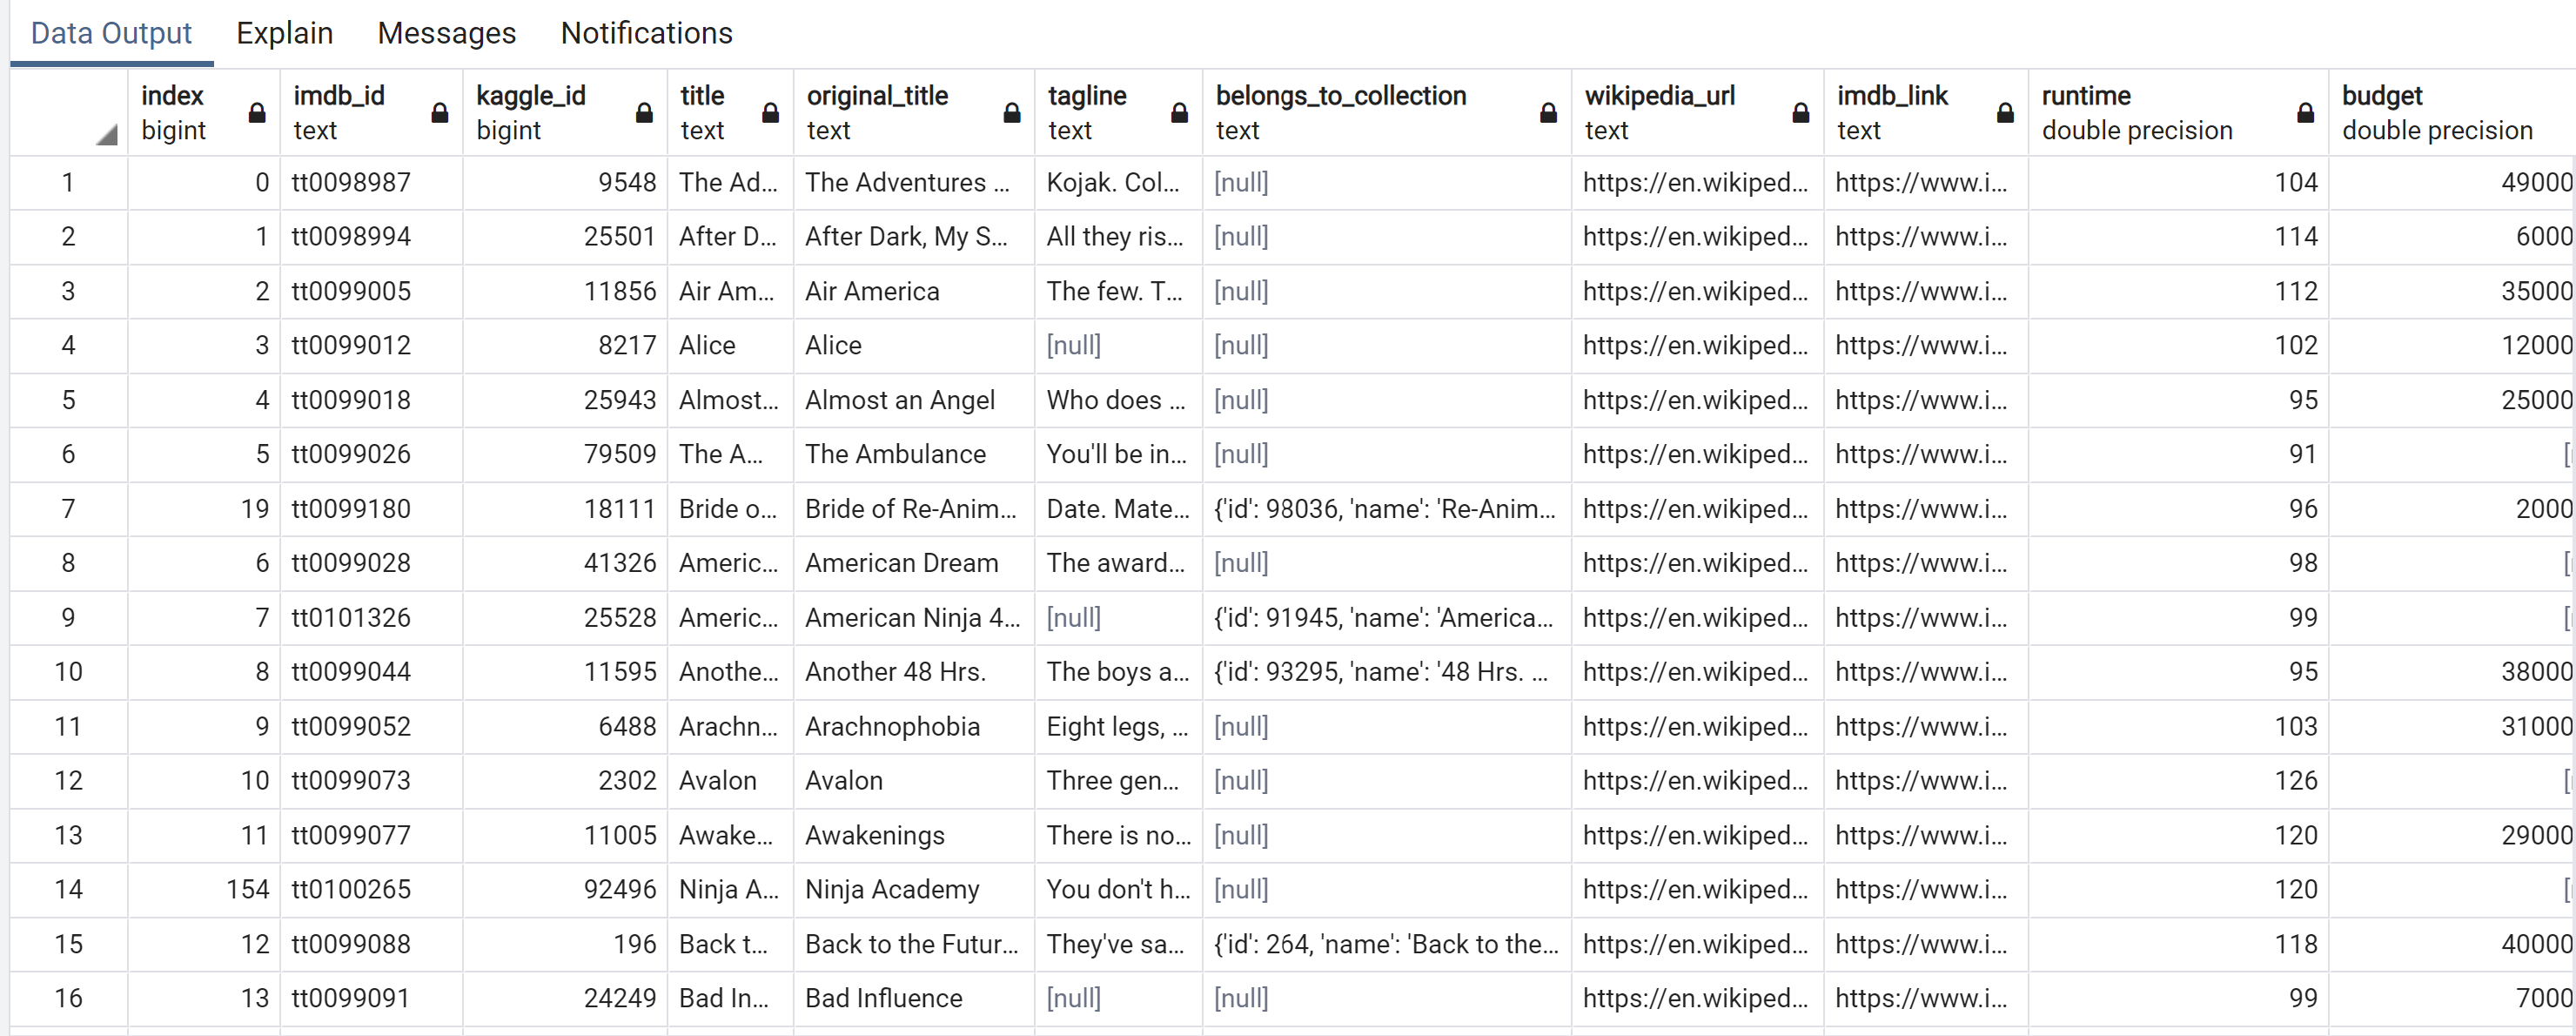 Data Output Explain Messages Notifications
index imdb_id kaggle_id title original_title tagline belongs_to_collection wikipedia_url imdb_link runtime budget
bigint text bigint text text text text text text double precision double precision
1 0 tt0098987 9548 The Ad... The Adventures ... Kojak. Col... [null] https://en.wikiped... https://www.i... 104 49000
2 1 tt0098994 25501 After D... After Dark, My S... All they ris... [null] https://en.wikiped... https://www.i... 114 6000
3 2 tt0099005 11856 Air Am... Air America The few. T... [null] https://en.wikiped... https://www.i... 112 35000
4 3 tt0099012 8217 Alice Alice [null] [null] https://en.wikiped... https://www.i... 102 12000
5 4 tt0099018 25943 Almost... Almost an Angel Who does ... [null] https://en.wikiped... https://www.i... 95 25000
6 5 tt0099026 79509 The A... The Ambulance You'll be in... [null] https://en.wikiped... https://www.i... 91 [
7 19 tt0099180 18111 Bride o... Bride of Re-Anim... Date. Mate... {'id': 98036, 'name': 'Re-Anim... https://en.wikiped... https://www.i... 96 2000
8 6 tt0099028 41326 Americ... American Dream The award... [null] https://en.wikiped... https://www.i... 98 [
9 7 tt0101326 25528 Americ... American Ninja 4... [null] {'id': 91945, 'name': 'America... https://en.wikiped... https://www.i... 99 [
10 8 tt0099044 11595 Anothe... Another 48 Hrs. The boys a... {'id': 93295, 'name': '48 Hrs. ... https://en.wikiped... https://www.i... 95 38000
11 9 tt0099052 6488 Arachn... Arachnophobia Eight legs, ... [null] https://en.wikiped... https://www.i... 103 31000
12 10 tt0099073 2302 Avalon Avalon Three gen... [null] https://en.wikiped... https://www.i... 126 [
13 11 tt0099077 11005 Awake... Awakenings There is no... [null] https://en.wikiped... https://www.i... 120 29000
14 154 tt0100265 92496 Ninja A... Ninja Academy You don't h... [null] https://en.wikiped... https://www.i... 120 [
15 12 tt0099088 196 Back t... Back to the Futur... They've sa... {'id': 264, 'name': 'Back to the... https://en.wikiped... https://www.i... 118 40000
16 13 tt0099091 24249 Bad In... Bad Influence [null] [null] https://en.wikiped... https://www.i... 99 7000